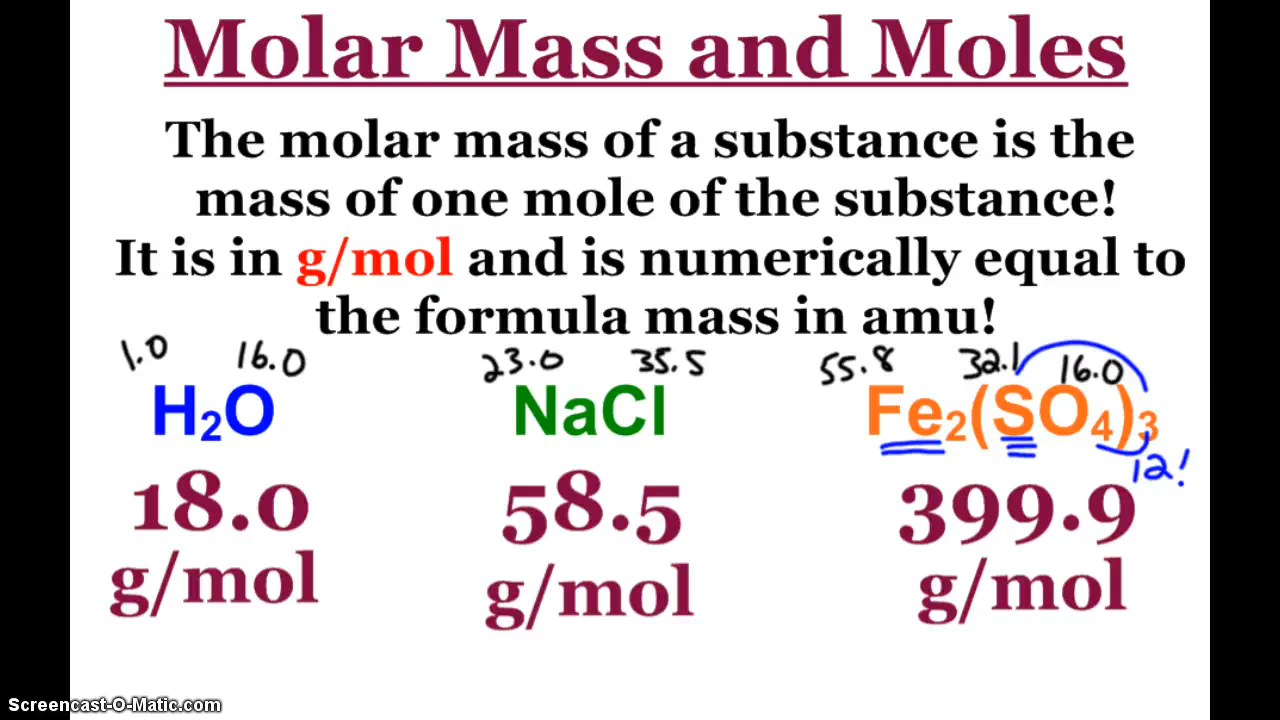 Molar Mass and Moles
The molar mass of a substance is the
mass of one mole of the substance!
It is in g/mol and is numerically equal to
the formula mass in amu!
1.0 16.0 23.0 35.5 55.8 32.1 16.0
H₂O NaCl Fe₂(SO₄)₃
12!
18.0 58.5 399.9
g/mol g/mol g/mol
Screencast-O-Matic.com